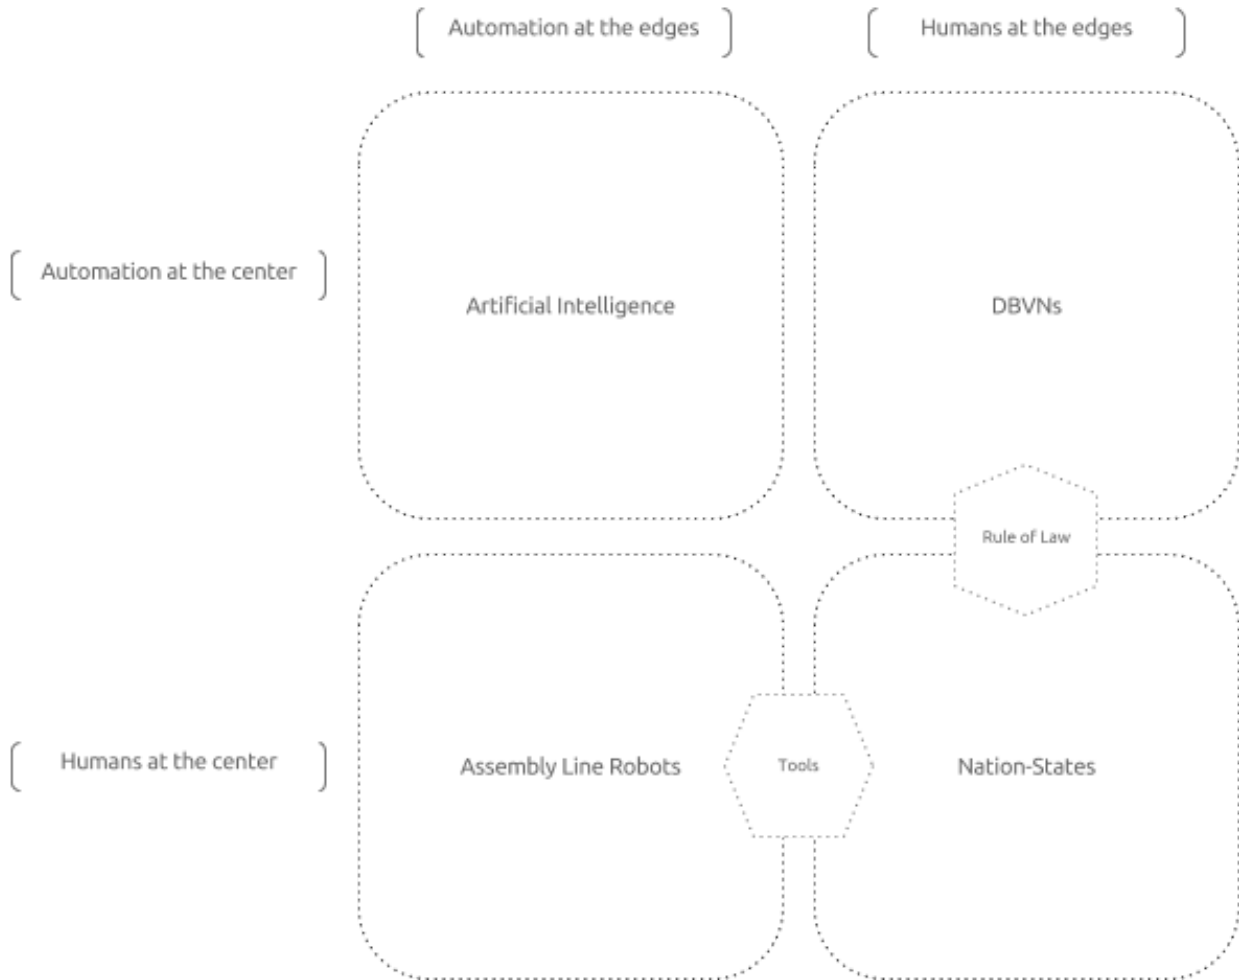 Automation at the edges
Humans at the edges
Automation at the center
Artificial Intelligence
DBVNs
Rule of Law
Humans at the center
Assembly Line Robots
Tools
Nation-States